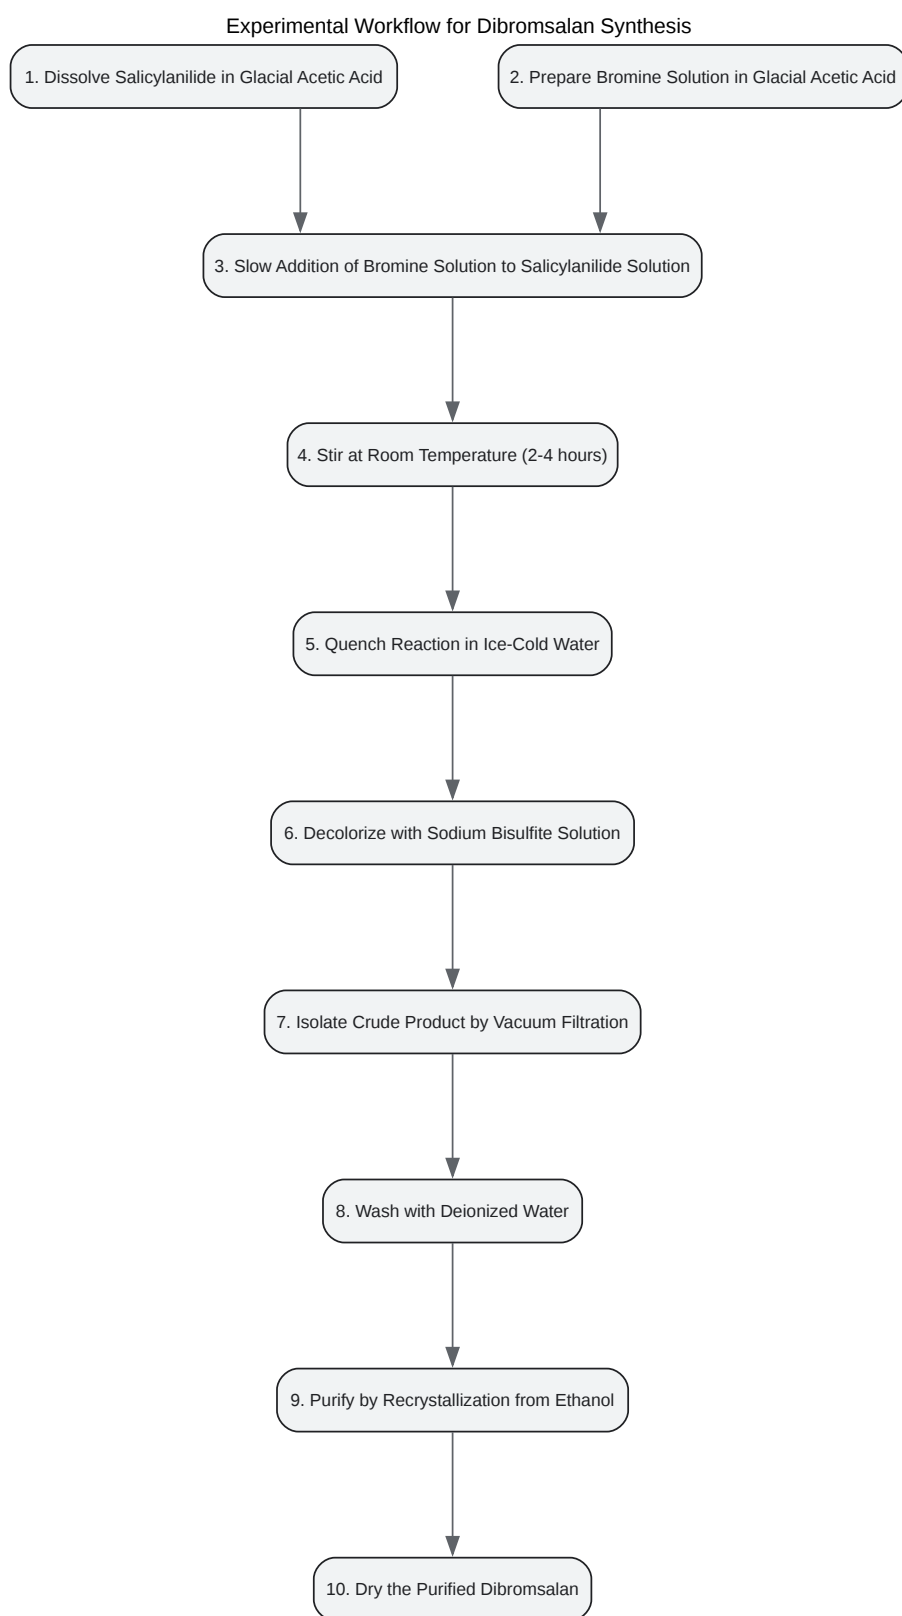 Experimental Workflow for Dibromsalan Synthesis
1. Dissolve Salicylanilide in Glacial Acetic Acid
2. Prepare Bromine Solution in Glacial Acetic Acid
3. Slow Addition of Bromine Solution to Salicylanilide Solution
4. Stir at Room Temperature (2-4 hours)
5. Quench Reaction in Ice-Cold Water
6. Decolorize with Sodium Bisulfite Solution
7. Isolate Crude Product by Vacuum Filtration
8. Wash with Deionized Water
9. Purify by Recrystallization from Ethanol
10. Dry the Purified Dibromsalan